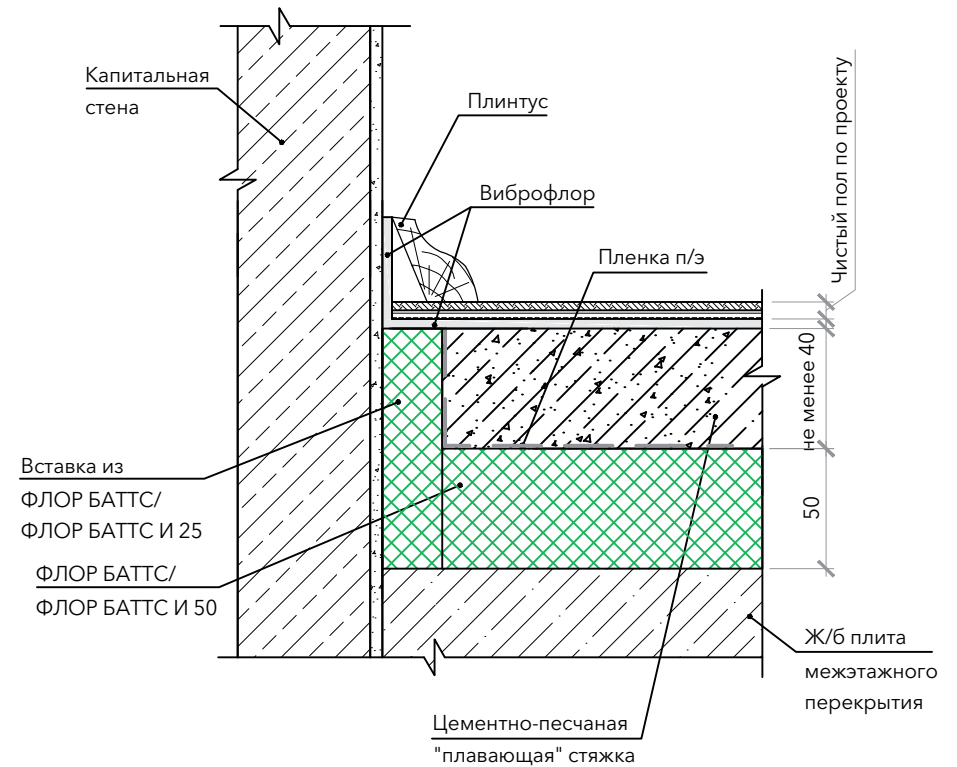 Капитальная
стена
Плинтус
Виброфлор
Пленка п/э
Чистый пол по проекту
не менее 40
50
Вставка из
ФЛОР БАТТС/
ФЛОР БАТТС И 25
ФЛОР БАТТС/
ФЛОР БАТТС И 50
Ж/б плита
межэтажного
перекрытия
Цементно-песчаная
"плавающая" стяжка